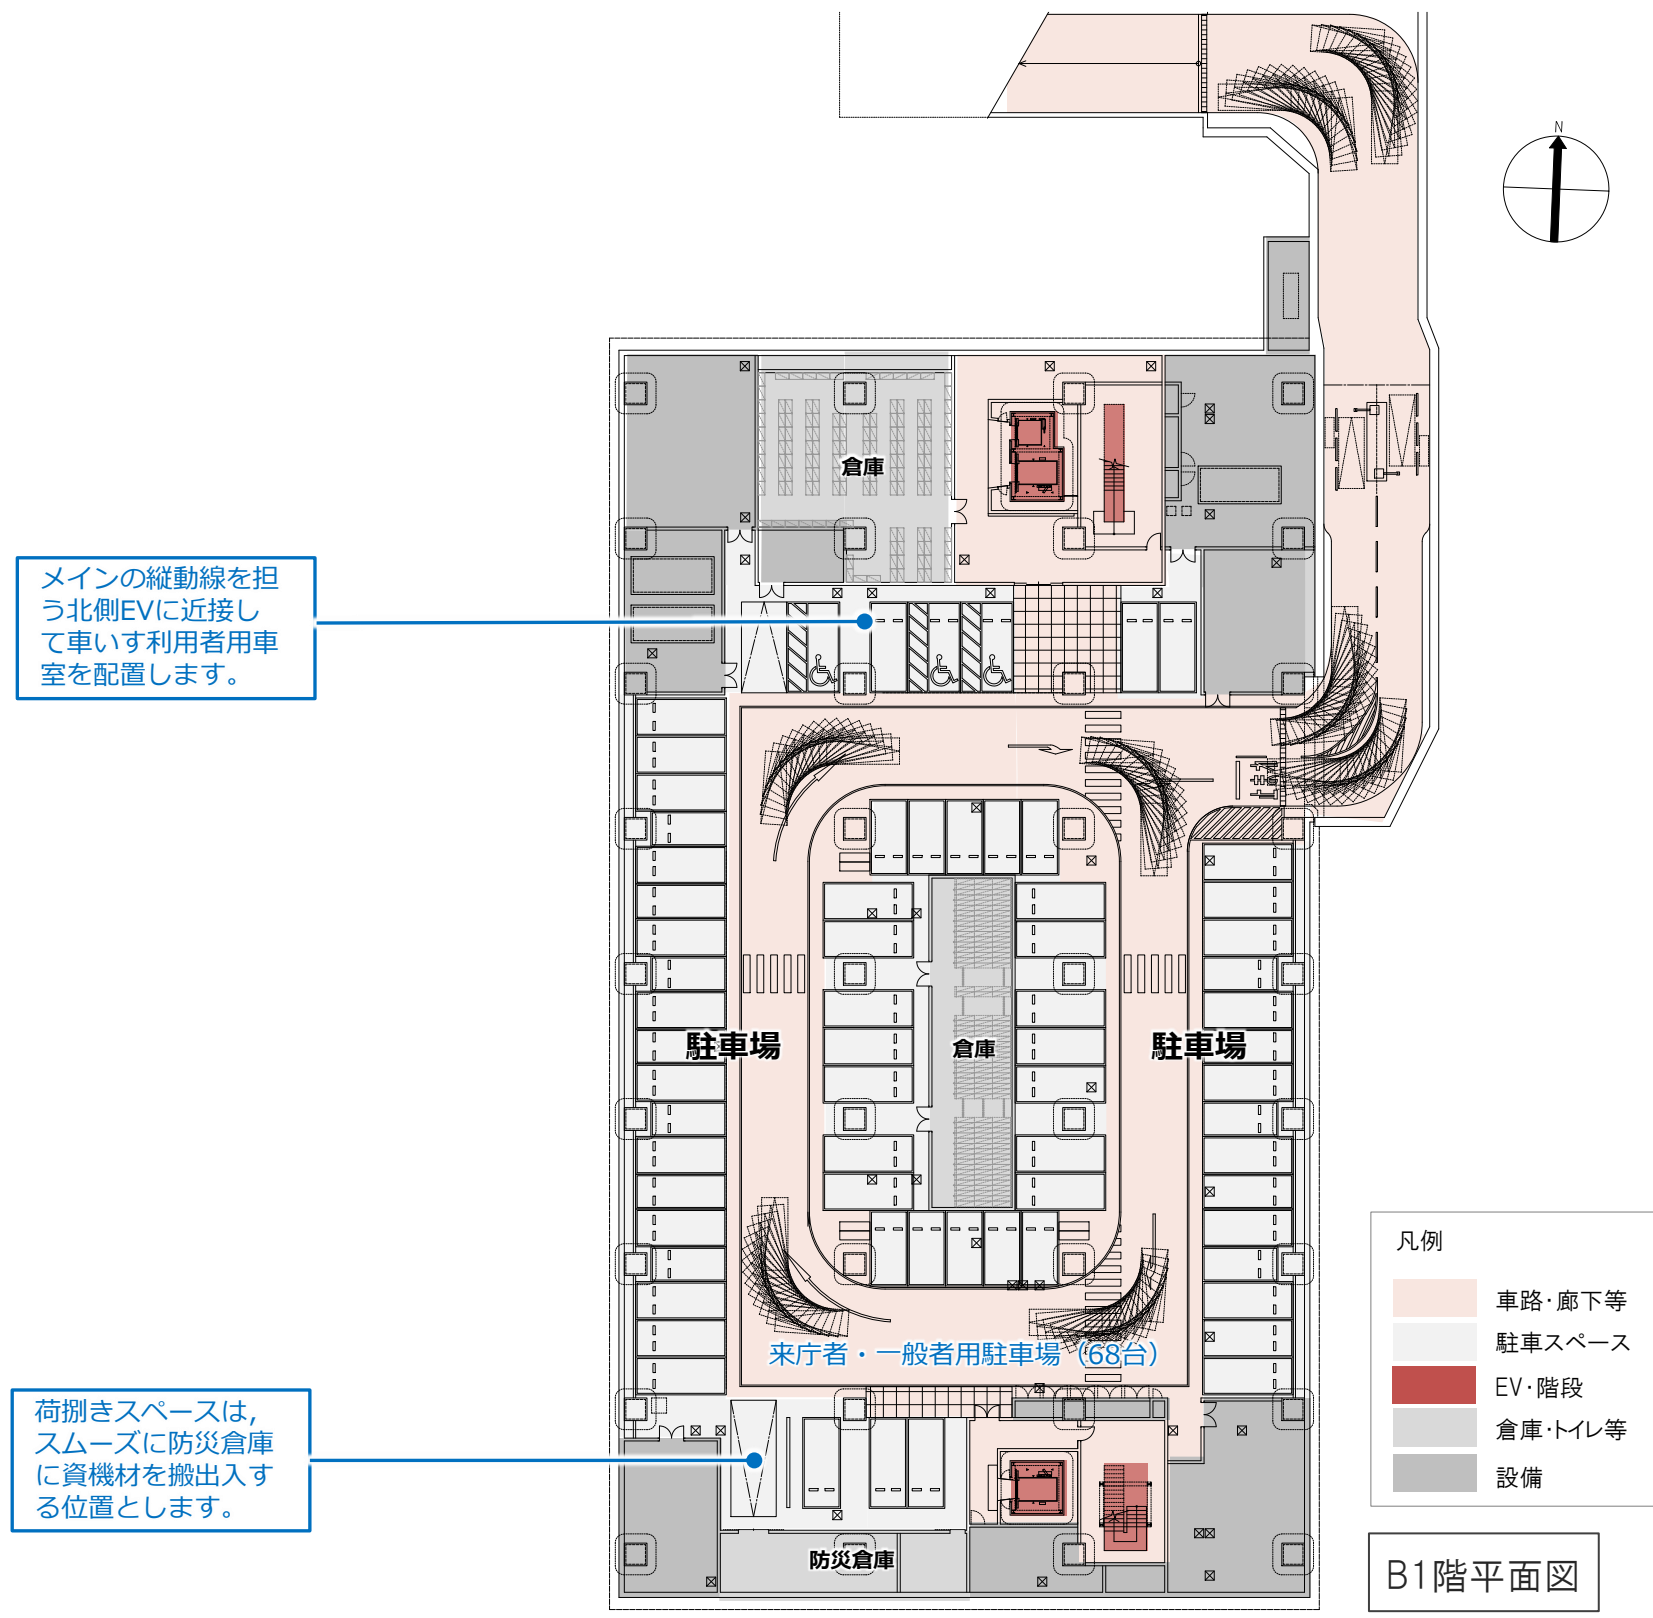 N
倉庫
メインの縦動線を担
う北側EVに近接し
て車いす利用者用車
室を配置します。
駐車場
倉庫
駐車場
来庁者・一般者用駐車場（68台）
荷捌きスペースは，
スムーズに防災倉庫
に資機材を搬出入す
る位置とします。
防災倉庫
凡例
車路・廊下等
駐車スペース
EV・階段
倉庫・トイレ等
設備
B1階平面図